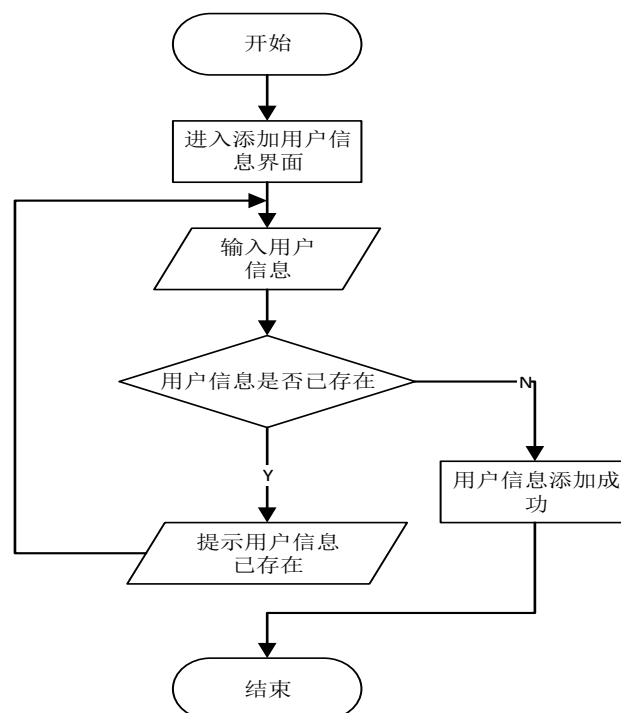 开始
进入添加用户信
息界面
输入用户
信息
用户信息是否已存在
N
Y
用户信息添加成
功
提示用户信息
已存在
结束